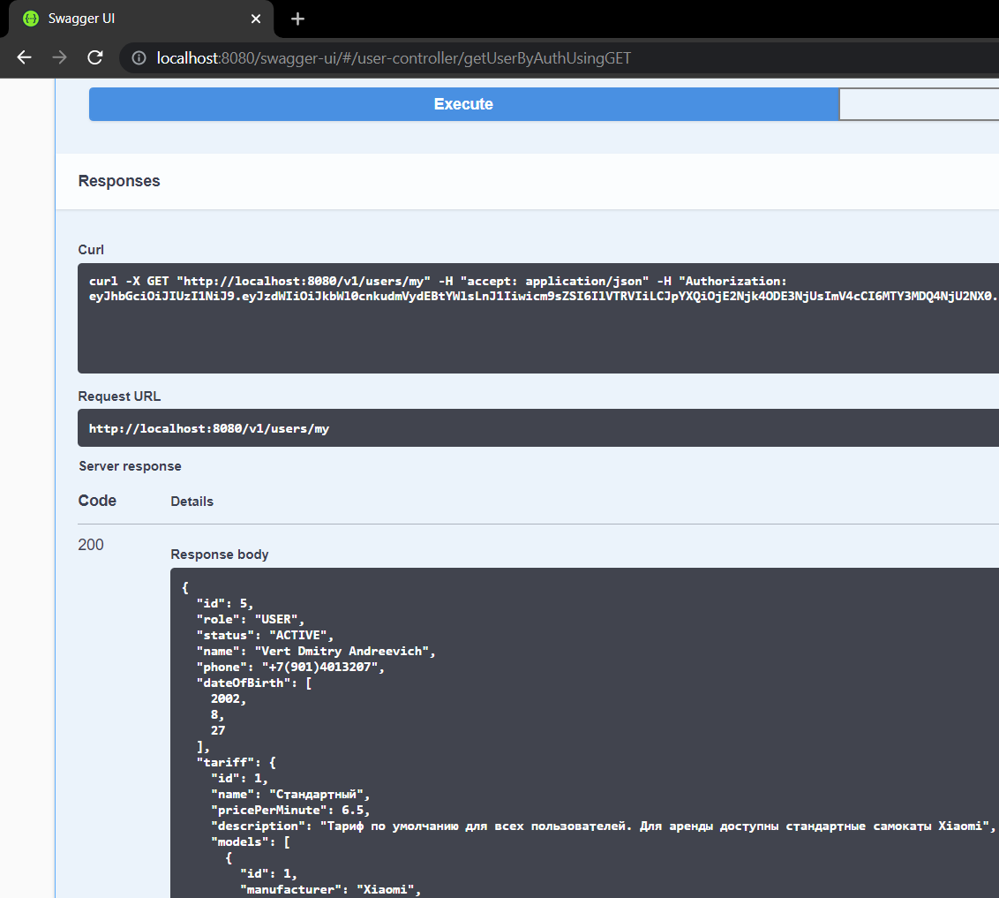 Swagger UI
localhost:8080/swagger-ui/#/user-controller/getUserByAuthUsingGET
Execute
Responses
Curl
curl -X GET "http://localhost:8080/v1/users/my" -H "accept: application/json" -H "Authorization:
eyJhbGciOiJIUzI1NiJ9.eyJzdWIiOiJkbWl0cnkudmVydEBtYWlsLnJ1Iiwicm9sZSI6IlVTRVIiLCJpYXQiOjE2Njk4ODE3NjUsImV4cCI6MTY3MDQ4NjU2NX0.
Request URL
http://localhost:8080/v1/users/my
Server response
Code Details
200
Response body
{
"id": 5,
"role": "USER",
"status": "ACTIVE",
"name": "Vert Dmitry Andreevich",
"phone": "+7(901)4013207",
"dateOfBirth": [
2002,
8,
27
],
"tariff": {
"id": 1,
"name": "Стандартный",
"pricePerMinute": 6.5,
"description": "Тариф по умолчанию для всех пользователей. Для аренды доступны стандартные самокаты Xiaomi",
"models": [
{
"id": 1,
"manufacturer": "Xiaomi",